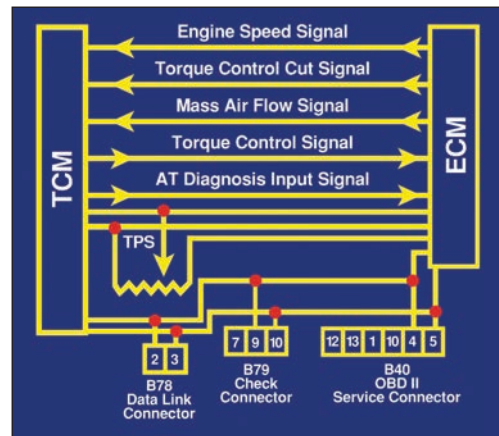 Engine Speed Signal
Torque Control Cut Signal
Mass Air Flow Signal
Torque Control Signal
AT Diagnosis Input Signal
TCM
ECM
TPS
2 3
7 9 10
12 13 1 10 4 5
B78
Data Link
Connector
B79
Check
Connector
B40
OBD II
Service Connector